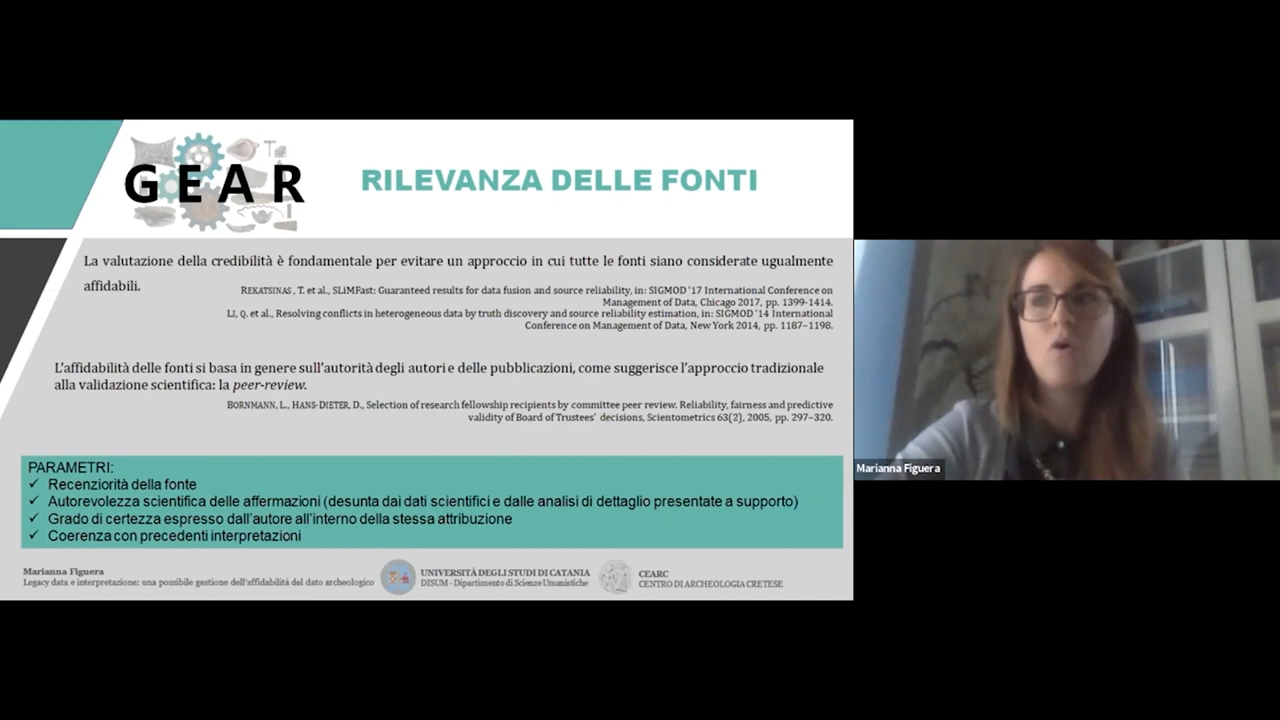 GEAR
RILEVANZA DELLE FONTI
La valutazione della credibilità è fondamentale per evitare un approccio in cui tutte le fonti siano considerate ugualmente
affidabili.
REKATSINAS , T. et al., SLiMFast: Guaranteed results for data fusion and source reliability, in: SIGMOD '17 International Conference on
Management of Data, Chicago 2017, pp. 1399-1414.
LI, Q. et al., Resolving conflicts in heterogeneous data by truth discovery and source reliability estimation, in: SIGMOD '14 International
Conference on Management of Data, New York 2014, pp. 1187–1198.
L'affidabilità delle fonti si basa in genere sull'autorità degli autori e delle pubblicazioni, come suggerisce l'approccio tradizionale
alla validazione scientifica: la peer-review.
BORNMANN, L., HANS-DIETER, D., Selection of research fellowship recipients by committee peer review. Reliability, fairness and predictive
validity of Board of Trustees' decisions, Scientometrics 63(2), 2005, pp. 297–320.
PARAMETRI:
✓ Recenziorità della fonte
✓ Autorevolezza scientifica delle affermazioni (desunta dai dati scientifici e dalle analisi di dettaglio presentate a supporto)
✓ Grado di certezza espresso dall'autore all'interno della stessa attribuzione
✓ Coerenza con precedenti interpretazioni
Marianna Figuera
Legacy data e interpretazione: una possibile gestione dell'affidabilità del dato archeologico
UNIVERSITÀ DEGLI STUDI DI CATANIA
DISUM - Dipartimento di Scienze Umanistiche
CEARC
CENTRO DI ARCHEOLOGIA CRETESE
Marianna Figuera